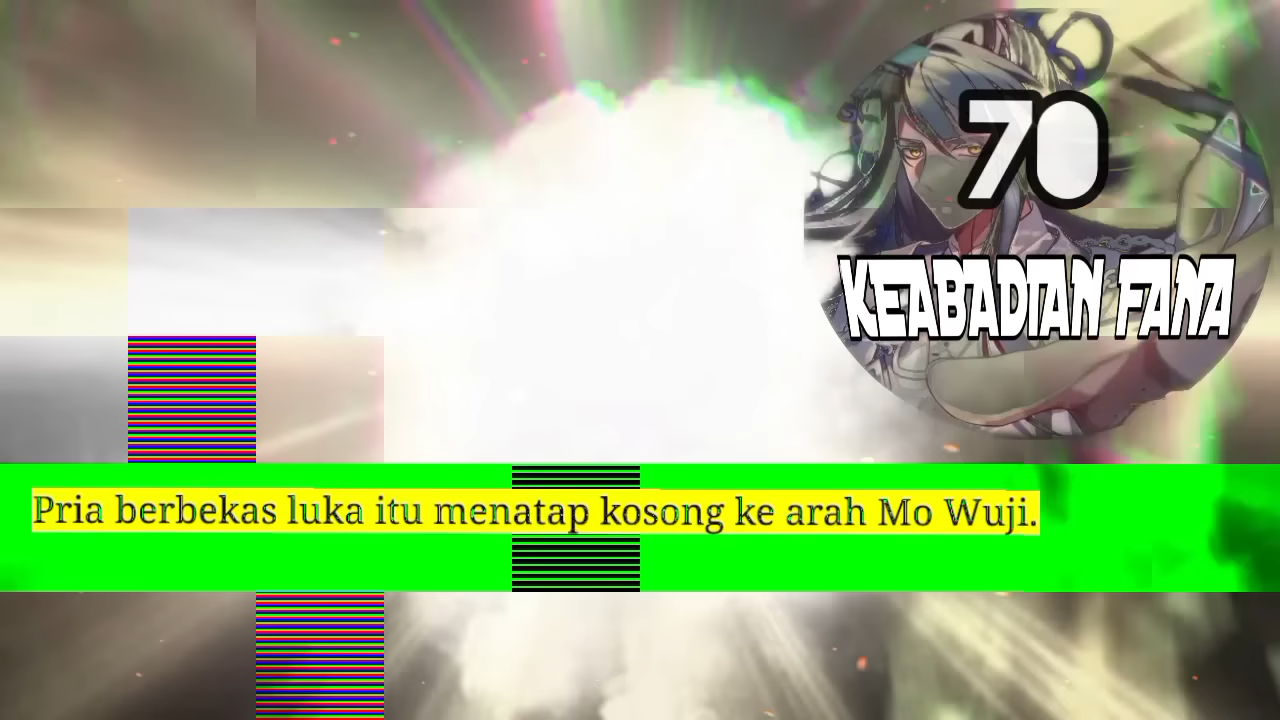 70
KEABADIAN FANA
Pria berbekas luka itu menatap kosong ke arah Mo Wuji.